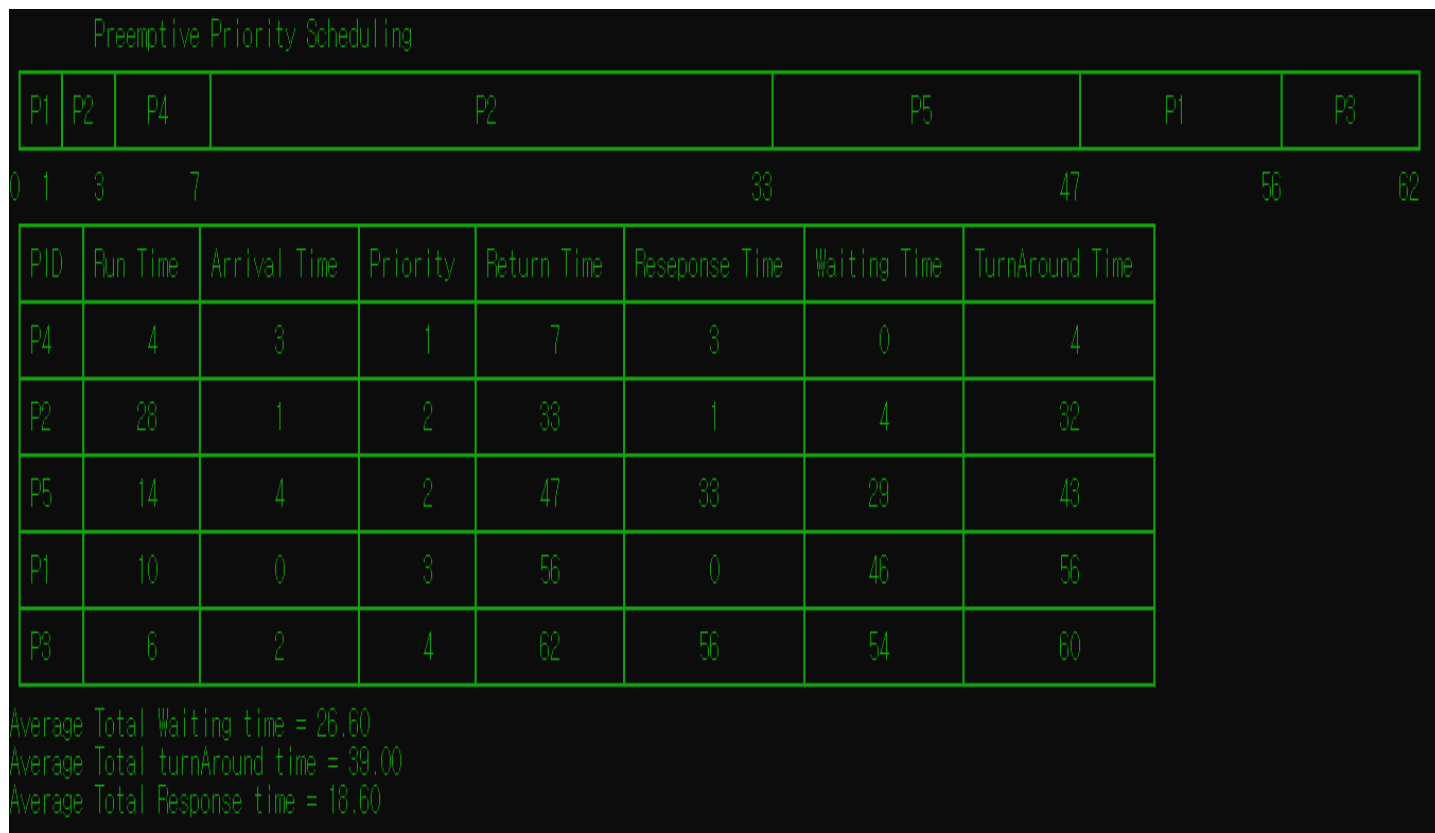 Preemptive Priority Scheduling
P1 P2 P4 P2 P5 P1 P3
0 1 3 7 33 47 56 62
PID Run Time Arrival Time Priority Return Time Reseponse Time Waiting Time TurnAround Time
P4 4 3 1 7 3 0 4
P2 28 1 2 33 1 4 32
P5 14 4 2 47 33 29 43
P1 10 0 3 56 0 46 56
P3 6 2 4 62 56 54 60
Average Total Waiting time = 26.60
Average Total turnAround time = 39.00
Average Total Response time = 18.60